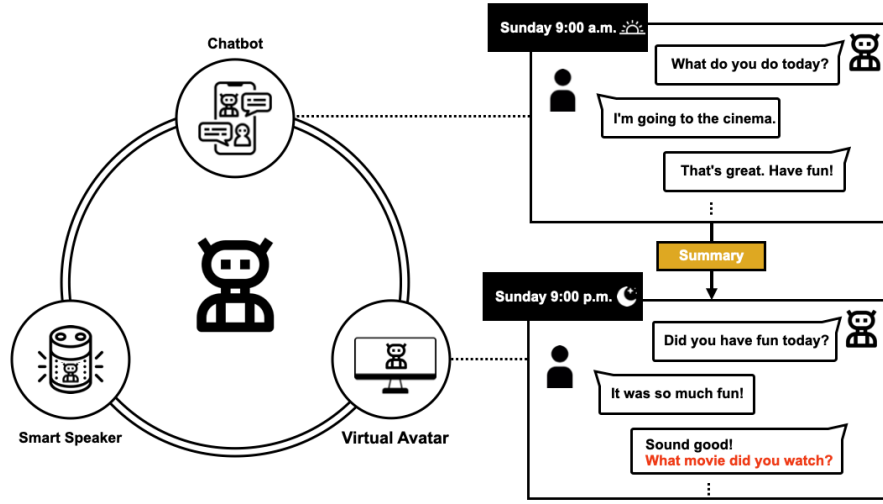 Chatbot
Smart Speaker
Virtual Avatar
Sunday 9:00 a.m.
What do you do today?
I'm going to the cinema.
That's great. Have fun!
Summary
Sunday 9:00 p.m.
Did you have fun today?
It was so much fun!
Sound good!
What movie did you watch?